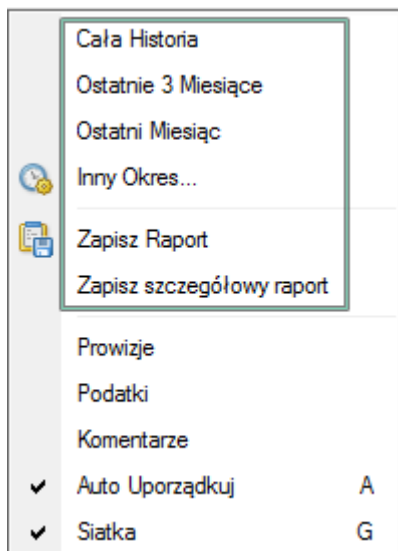 Cała Historia
Ostatnie 3 Miesiące
Ostatni Miesiąc
Inny Okres...
Zapisz Raport
Zapisz szczegółowy raport
Prowizje
Podatki
Komentarze
Auto Uporządkuj A
Siatka G